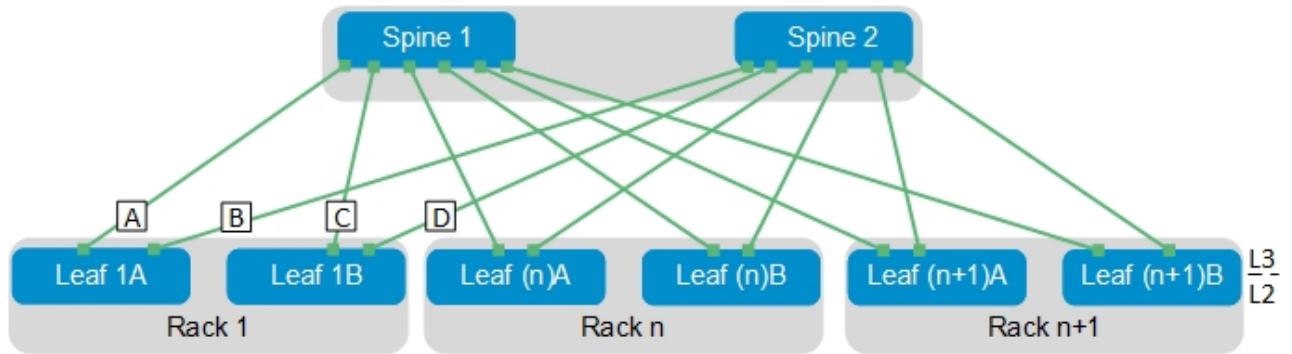 Spine 1
Spine 2
A
B
C
D
Leaf 1A
Leaf 1B
Leaf (n)A
Leaf (n)B
Leaf (n+1)A
Leaf (n+1)B
L3
L2
Rack 1
Rack n
Rack n+1